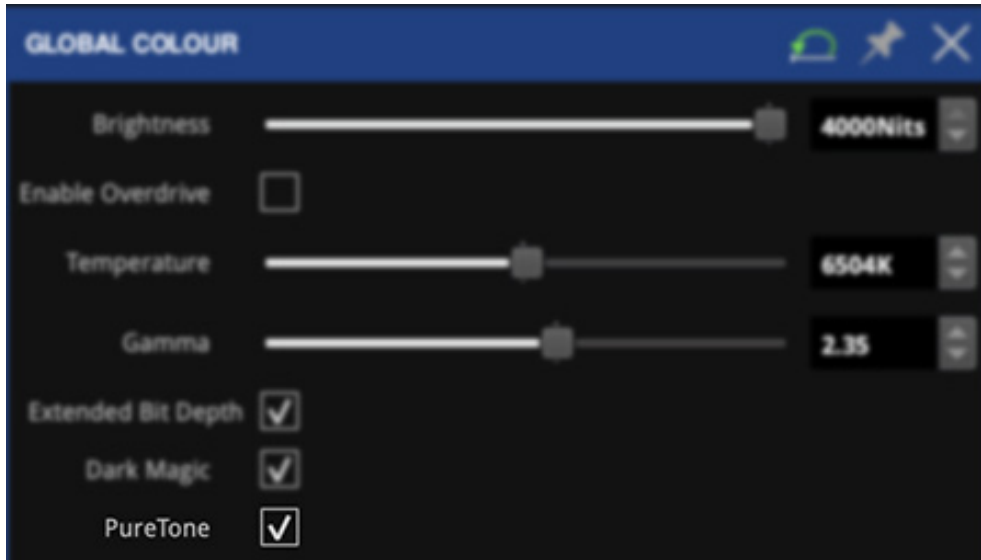 GLOBAL COLOUR
Brightness 4000Nits
Enable Overdrive
Temperature 6504K
Gamma 2.35
Extended Bit Depth
Dark Magic
PureTone